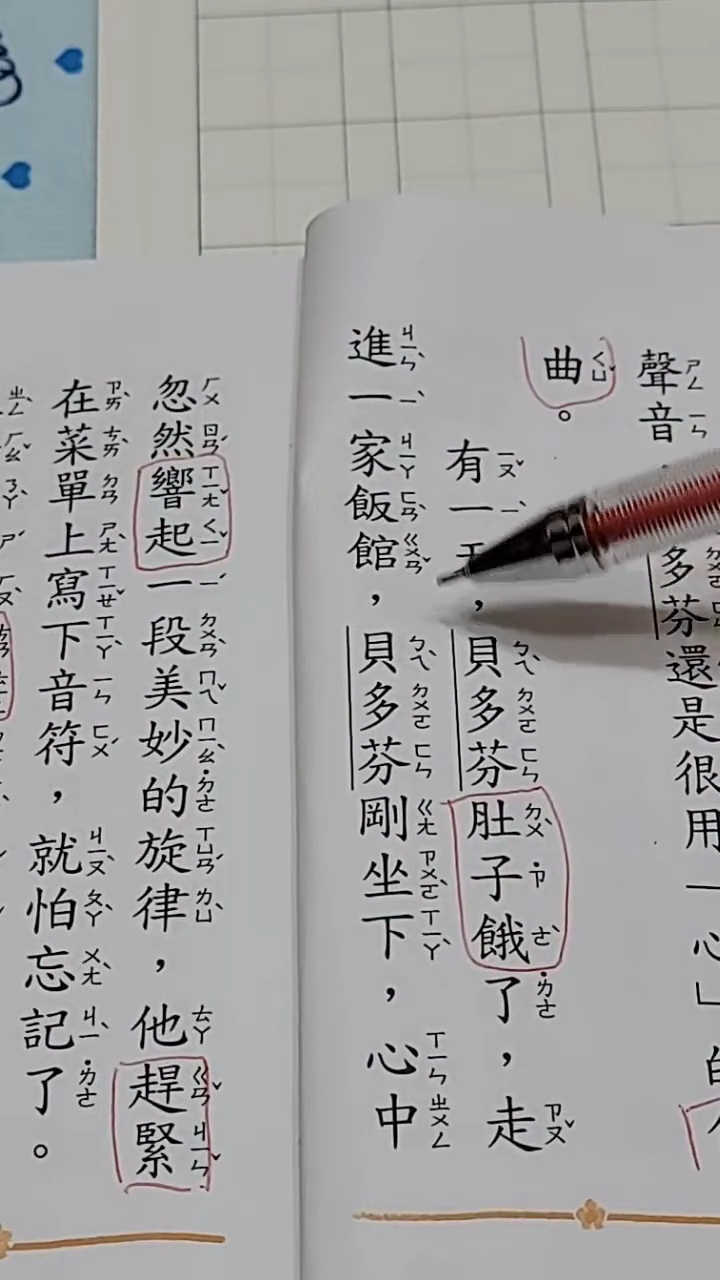 聲音多芬還是很用一心」的
曲。
有一，貝多芬肚子餓了，走
進一家飯館，貝多芬剛坐下，心中
忽然響起一段美妙的旋律，他趕緊
在菜單上寫下音符，就怕忘記了。